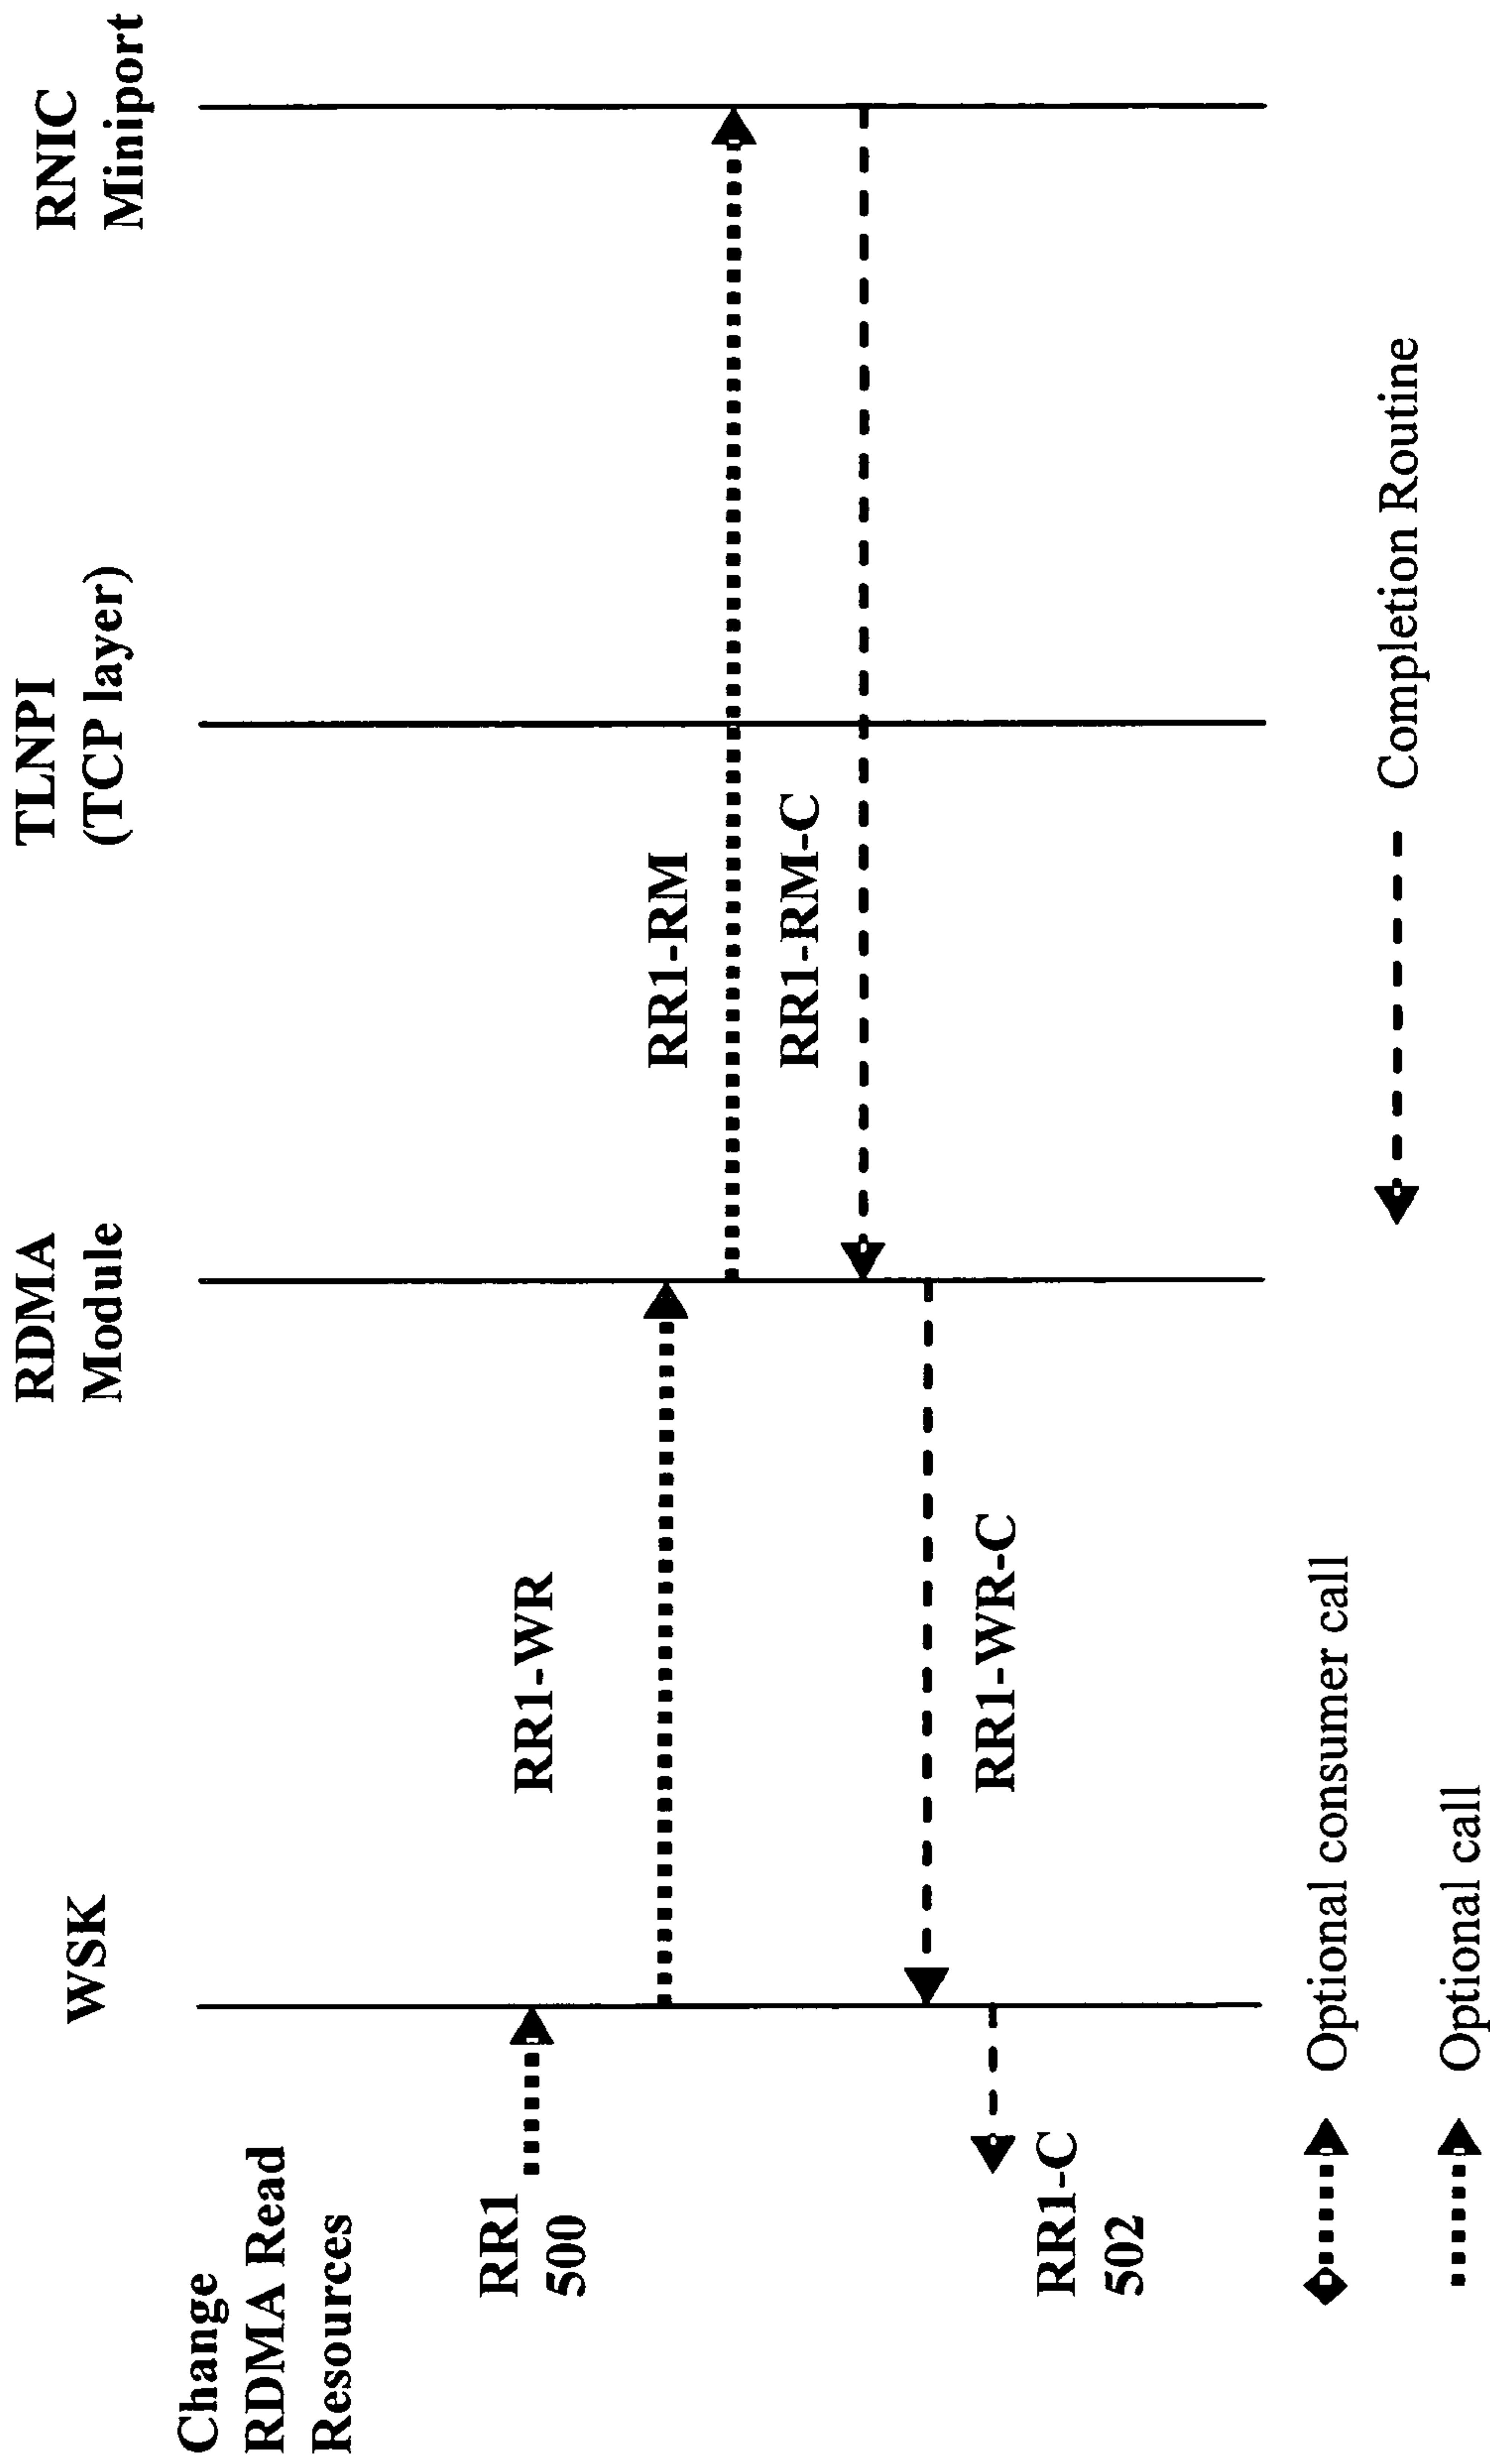 Change
RDMA Read
Resources
WSK
RDMA
Module
TLNPI
(TCP layer)
RNIC
Miniport
RR1
500
RR1-WR
RR1-RM
RR1-RM-C
RR1-WR-C
RR1-C
502
Optional consumer call
Completion Routine
Optional call